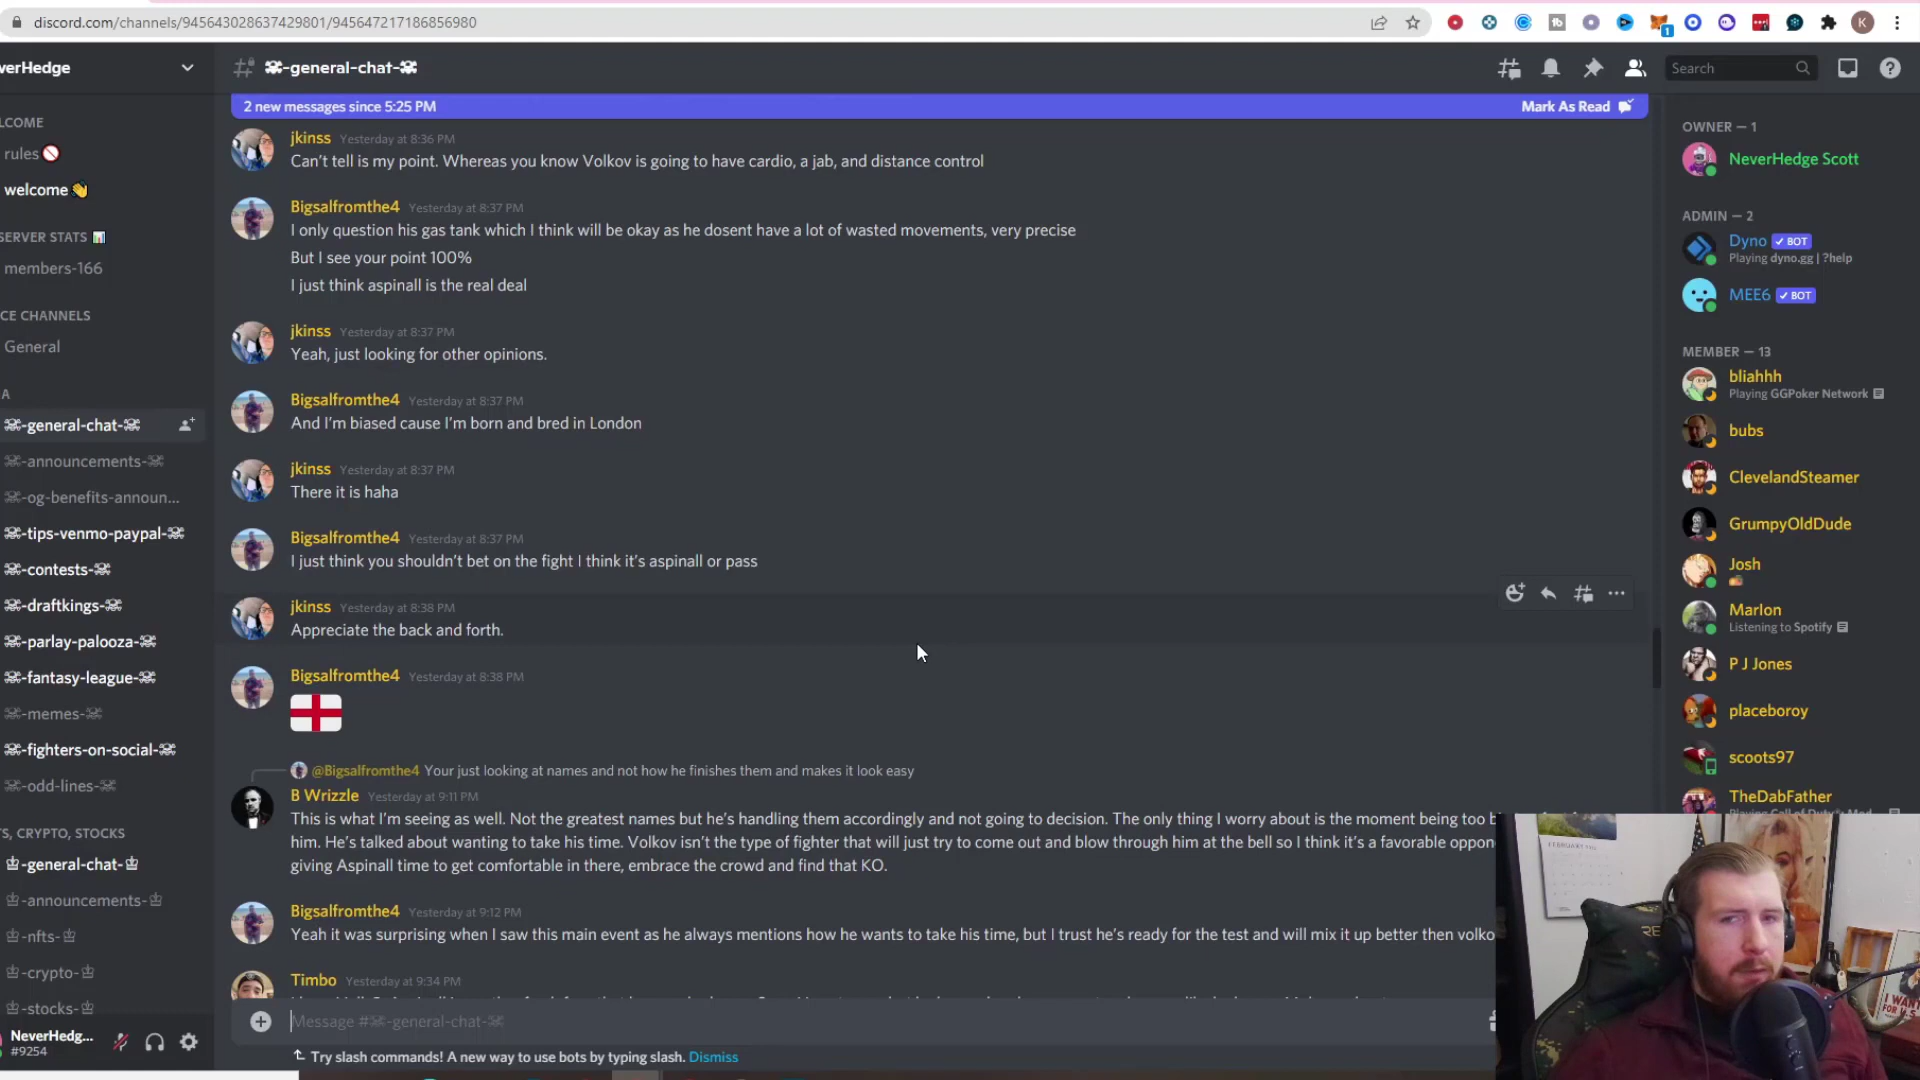 discord.com/channels/945643028637429801/945647217186856980
verHedge
-general-chat-
Search
2 new messages since 5:25 PM
Mark As Read
LCOME
rules
welcome
SERVER STATS
members-166
CE CHANNELS
General
A
-general-chat-
-announcements-
-og-benefits-announ...
-tips-venmo-paypal-
-contests-
-draftkings-
-parlay-palooza-
-fantasy-league-
-memes-
-fighters-on-social-
-odd-lines-
S, CRYPTO, STOCKS
-general-chat-
-announcements-
-nfts-
-crypto-
-stocks-
NeverHedg...
#9254
jkinss Yesterday at 8:36 PM
Can't tell is my point. Whereas you know Volkov is going to have cardio, a jab, and distance control
Bigsalfromthe4 Yesterday at 8:37 PM
I only question his gas tank which I think will be okay as he dosent have a lot of wasted movements, very precise
But I see your point 100%
I just think aspinall is the real deal
jkinss Yesterday at 8:37 PM
Yeah, just looking for other opinions.
Bigsalfromthe4 Yesterday at 8:37 PM
And I'm biased cause I'm born and bred in London
jkinss Yesterday at 8:37 PM
There it is haha
Bigsalfromthe4 Yesterday at 8:37 PM
I just think you shouldn't bet on the fight I think it's aspinall or pass
jkinss Yesterday at 8:38 PM
Appreciate the back and forth.
Bigsalfromthe4 Yesterday at 8:38 PM
@Bigsalfromthe4 Your just looking at names and not how he finishes them and makes it look easy
B Wrizzle Yesterday at 9:11 PM
This is what I'm seeing as well. Not the greatest names but he's handling them accordingly and not going to decision. The only thing I worry about is the moment being too b
him. He's talked about wanting to take his time. Volkov isn't the type of fighter that will just try to come out and blow through him at the bell so I think it's a favorable oppon
giving Aspinall time to get comfortable in there, embrace the crowd and find that KO.
Bigsalfromthe4 Yesterday at 9:12 PM
Yeah it was surprising when I saw this main event as he always mentions how he wants to take his time, but I trust he's ready for the test and will mix it up better then volko
Timbo Yesterday at 9:34 PM
Message #-general-chat-
Try slash commands! A new way to use bots by typing slash. Dismiss
OWNER — 1
NeverHedge Scott
ADMIN — 2
Dyno BOT
Playing dyno.gg | ?help
MEE6 BOT
MEMBER — 13
bliahhh
Playing GGPoker Network
bubs
ClevelandSteamer
GrumpyOldDude
Josh
Marlon
Listening to Spotify
P J Jones
placeboroy
scoots97
TheDabFather
Playing Call of Duty's Mod
FEBRUARY
I WANT